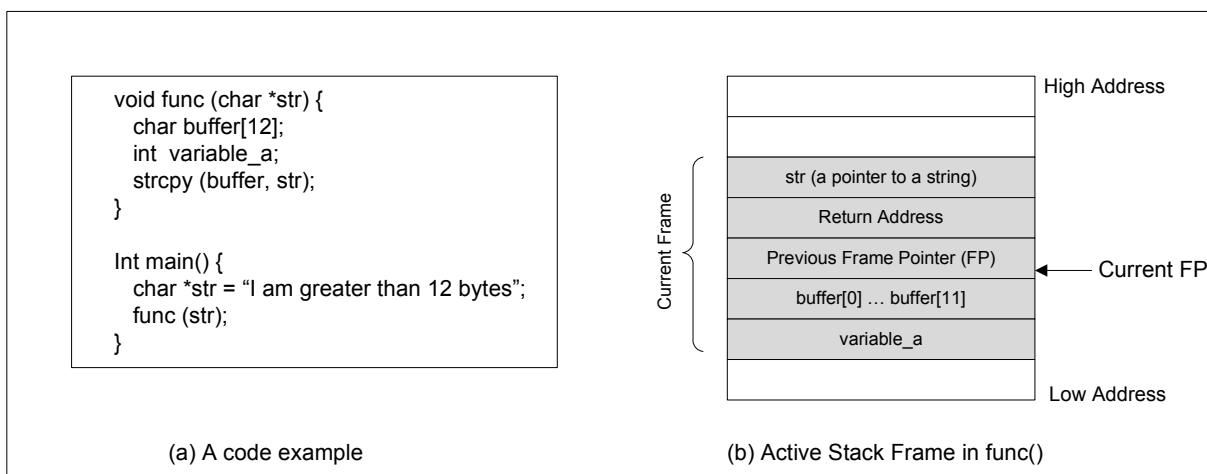 void func (char *str) {
char buffer[12];
int variable_a;
strcpy (buffer, str);
}
Int main() {
char *str = “I am greater than 12 bytes”;
func (str);
}
(a) A code example
High Address
str (a pointer to a string)
Return Address
Previous Frame Pointer (FP)
buffer[0] … buffer[11]
variable_a
Current Frame
Current FP
Low Address
(b) Active Stack Frame in func()